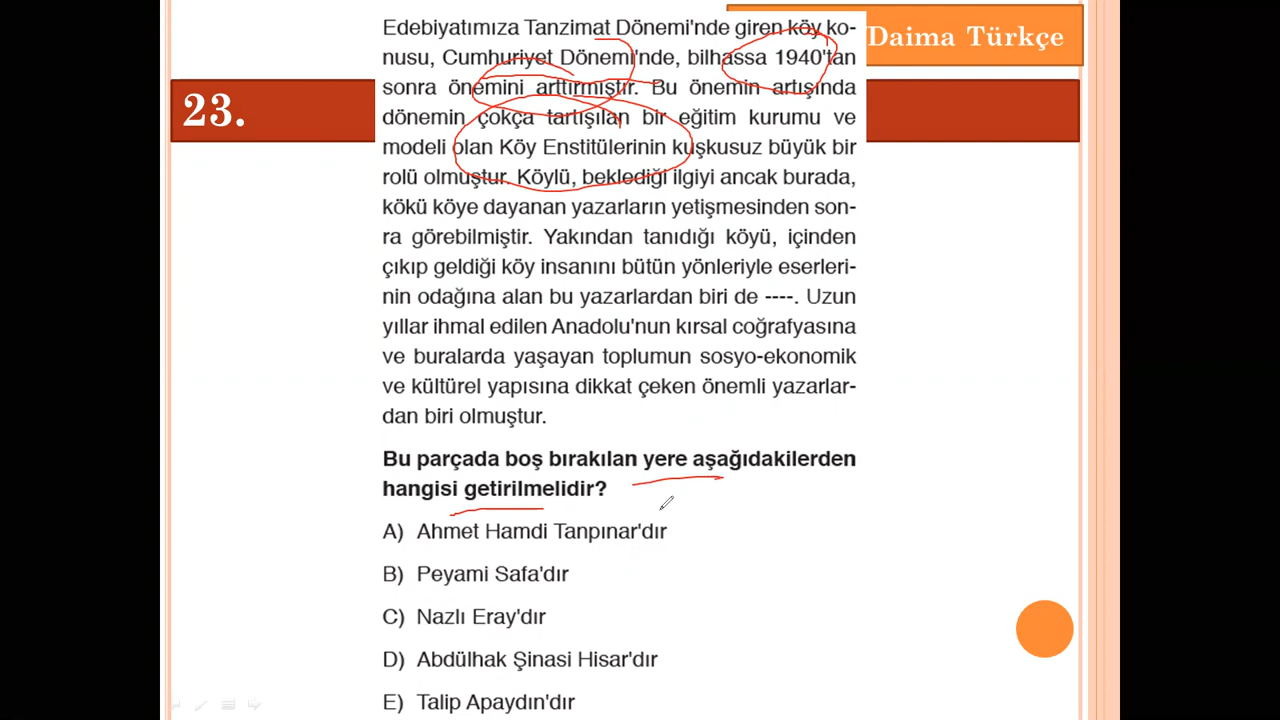 Daima Türkçe
23.
Edebiyatımıza Tanzimat Dönemi'nde giren köy ko-
nusu, Cumhuriyet Dönemi'nde, bilhassa 1940'tan
sonra önemini arttırmıştır. Bu önemin artışında
dönemin çokça tartışılan bir eğitim kurumu ve
modeli olan Köy Enstitülerinin kuşkusuz büyük bir
rolü olmuştur. Köylü, beklediği ilgiyi ancak burada,
kökü köye dayanan yazarların yetişmesinden son-
ra görebilmiştir. Yakından tanıdığı köyü, içinden
çıkıp geldiği köy insanını bütün yönleriyle eserleri-
nin odağına alan bu yazarlardan biri de ----. Uzun
yıllar ihmal edilen Anadolu'nun kırsal coğrafyasına
ve buralarda yaşayan toplumun sosyo-ekonomik
ve kültürel yapısına dikkat çeken önemli yazarlar-
dan biri olmuştur.
Bu parçada boş bırakılan yere aşağıdakilerden
hangisi getirilmelidir?
A) Ahmet Hamdi Tanpınar'dır
B) Peyami Safa'dır
C) Nazlı Eray'dır
D) Abdülhak Şinasi Hisar'dır
E) Talip Apaydın'dır